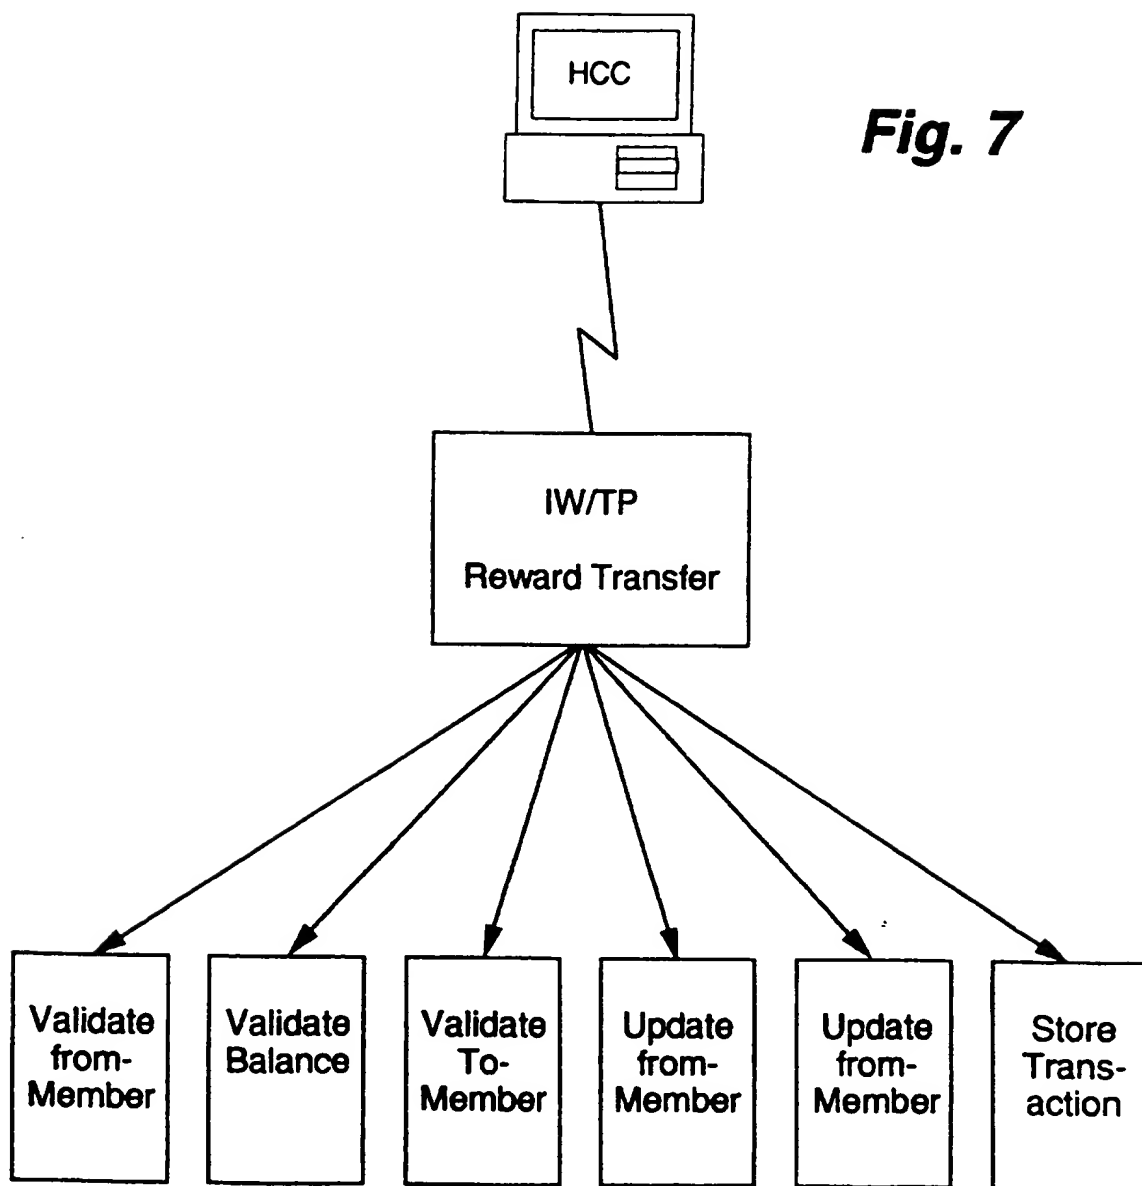 HCC
Fig. 7
IW/TP
Reward Transfer
Validate
from-
Member
Validate
Balance
Validate
To-
Member
Update
from-
Member
Update
from-
Member
Store
Trans-
action